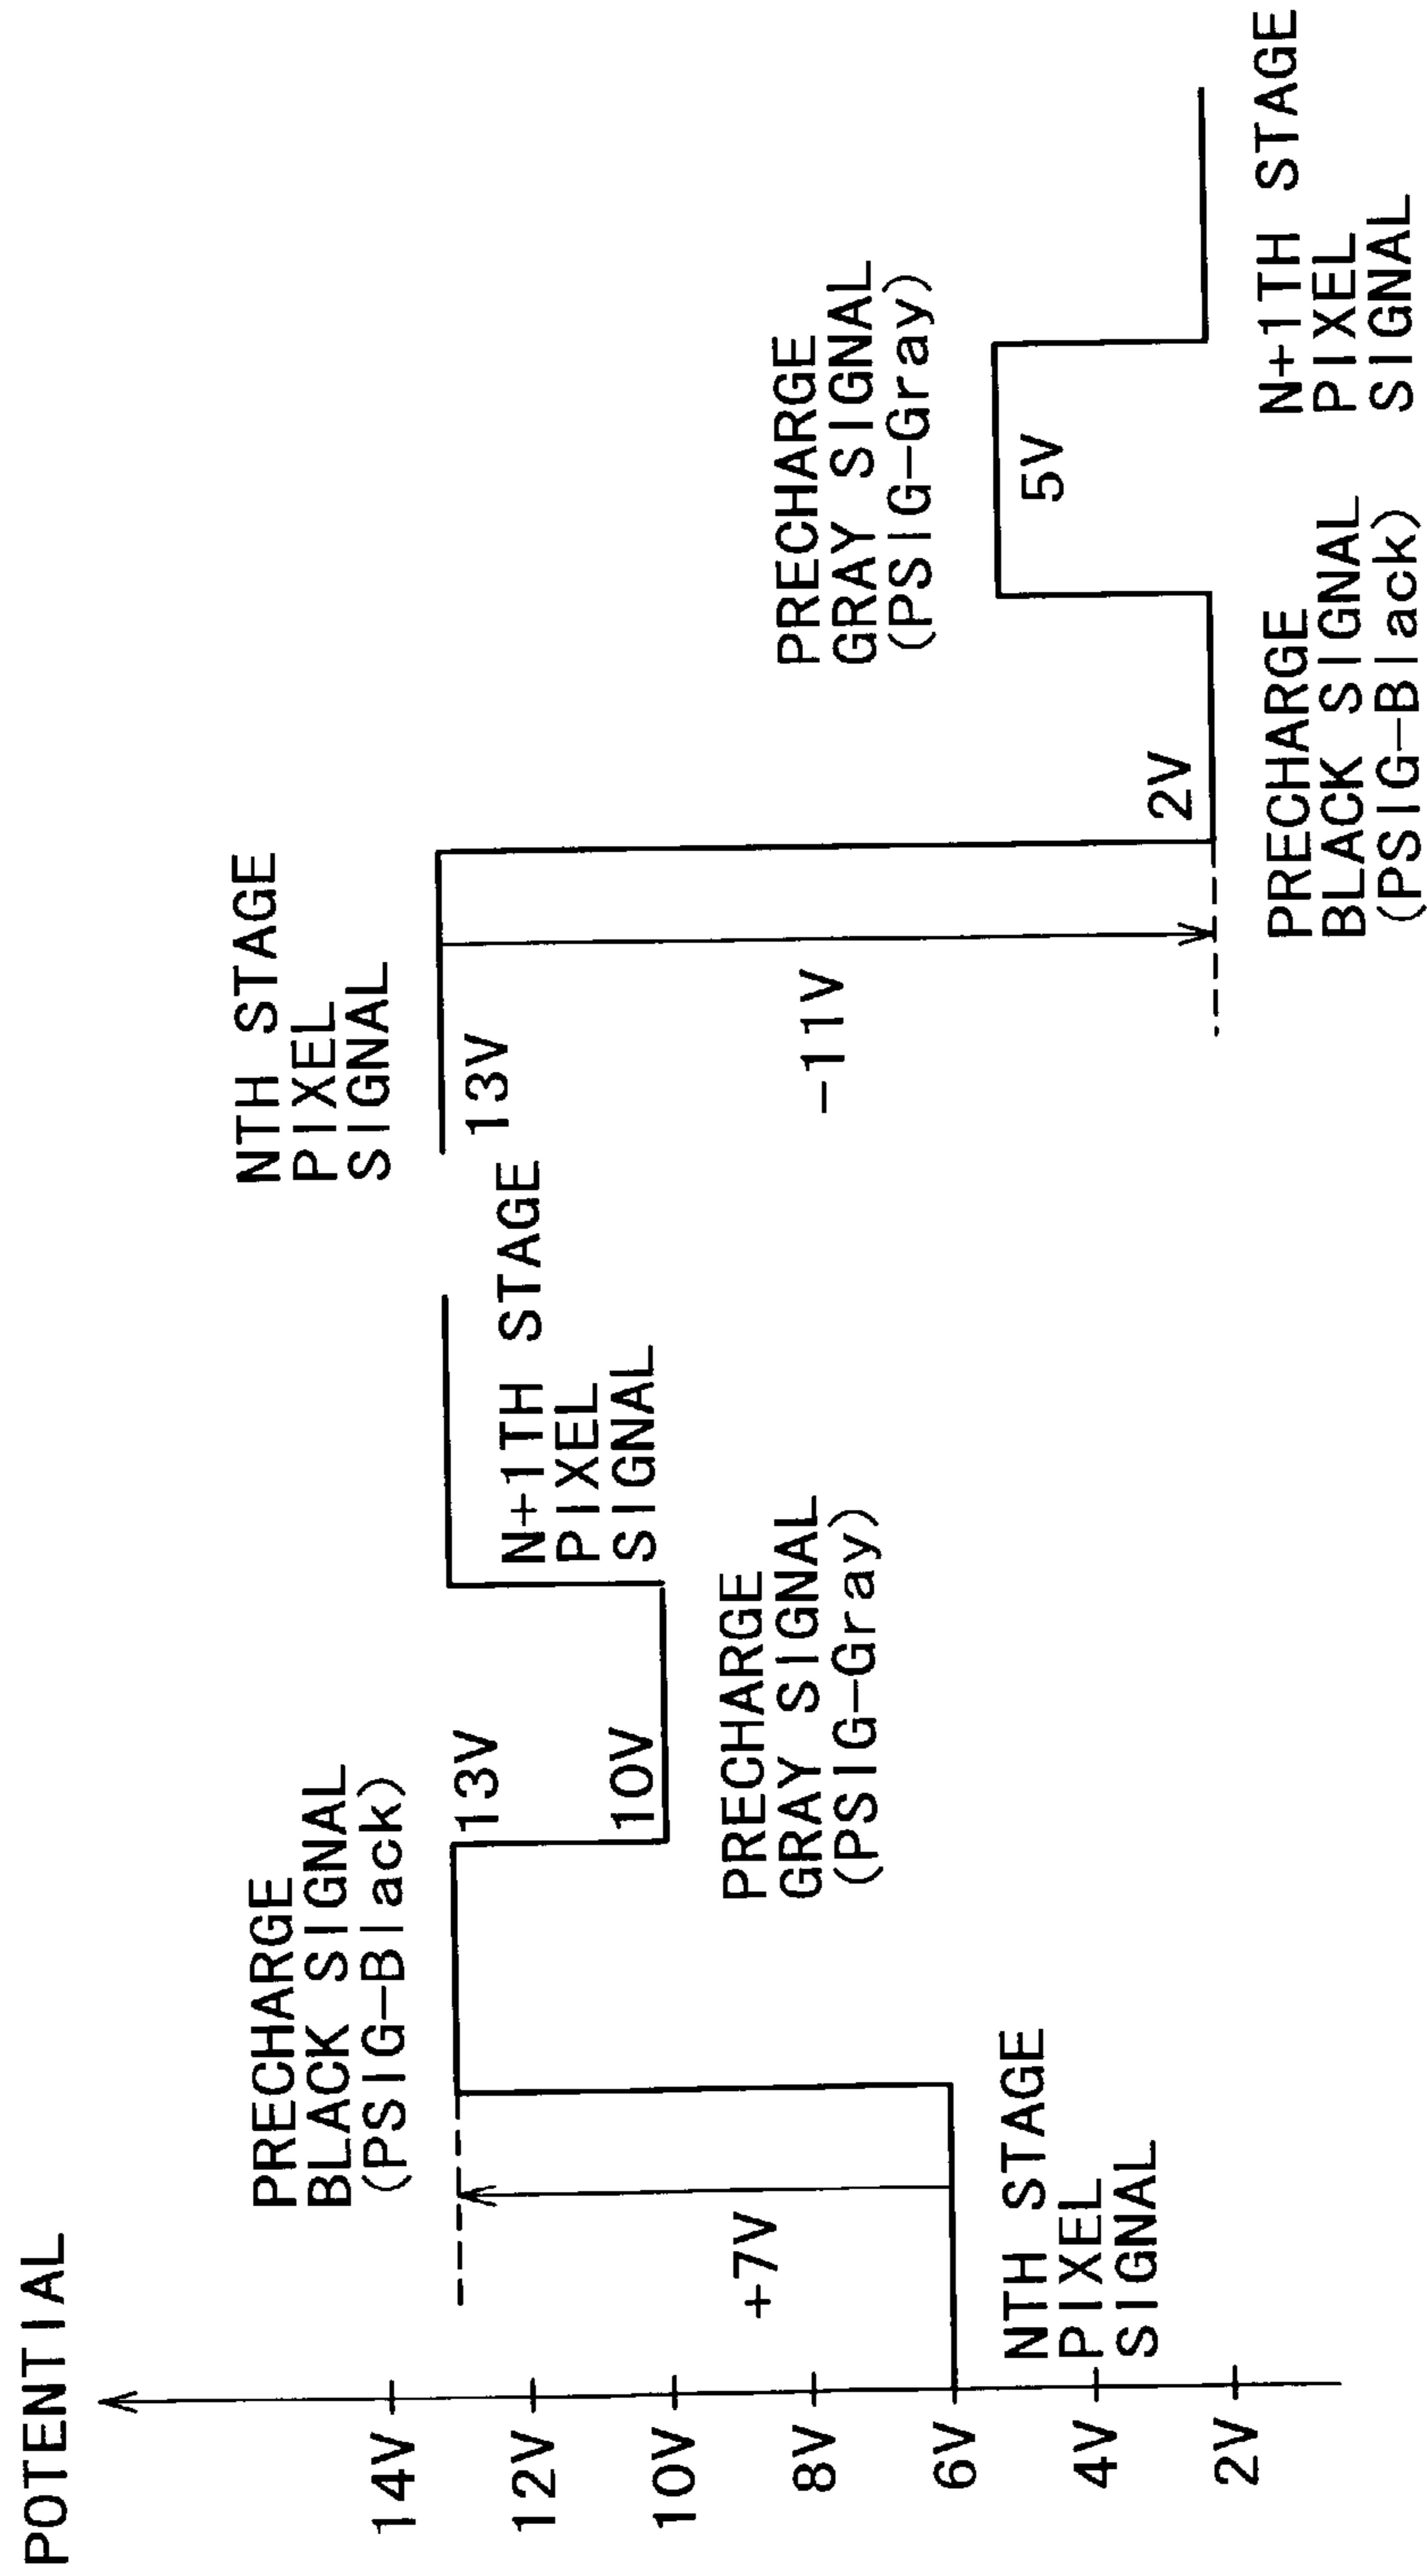 POTENTIAL
14V
12V
10V
8V
6V
4V
2V
+7V
NTH STAGE
PIXEL
SIGNAL
PRECHARGE
BLACK SIGNAL
(PSIG-Black)
13V
10V
PRECHARGE
GRAY SIGNAL
(PSIG-Gray)
N+1TH STAGE
PIXEL
SIGNAL
NTH STAGE
PIXEL
SIGNAL
13V
-11V
2V
PRECHARGE
BLACK SIGNAL
(PSIG-Black)
PRECHARGE
GRAY SIGNAL
(PSIG-Gray)
5V
N+1TH STAGE
PIXEL
SIGNAL